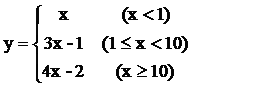 x (x<1)
y= 3x-1 (1≤x<10)
4x-2 (x≥10)